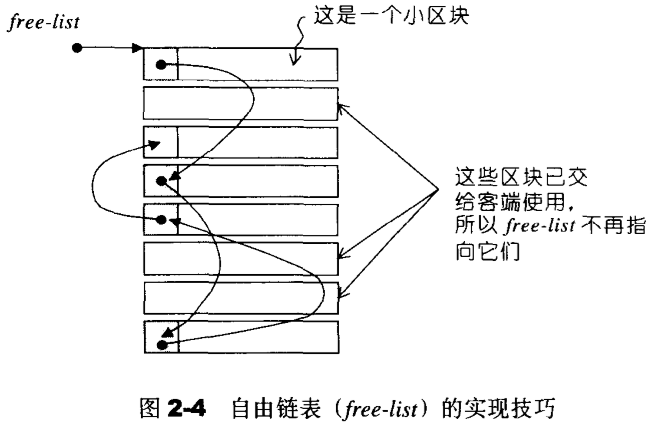 free-list
这是一个小区块
这些区块已交
给客端使用，
所以 free-list 不再指
向它们
图 2-4 自由链表（free-list）的实现技巧